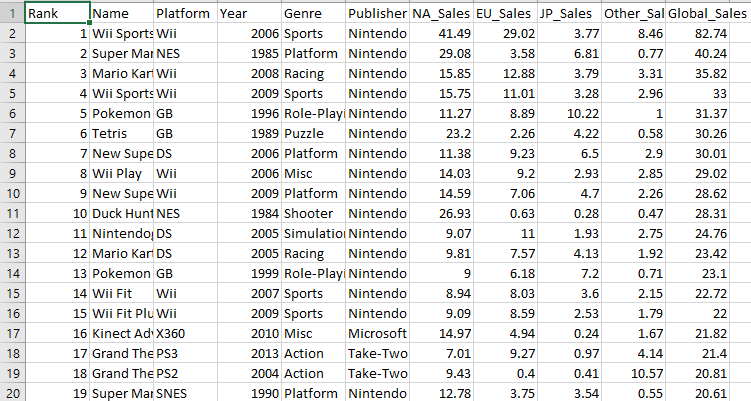 1 Rank Name Platform Year Genre Publisher NA_Sales EU_Sales JP_Sales Other_Sal Global_Sales
2 1 Wii Sports Wii 2006 Sports Nintendo 41.49 29.02 3.77 8.46 82.74
3 2 Super Mar NES 1985 Platform Nintendo 29.08 3.58 6.81 0.77 40.24
4 3 Mario Kar Wii 2008 Racing Nintendo 15.85 12.88 3.79 3.31 35.82
5 4 Wii Sports Wii 2009 Sports Nintendo 15.75 11.01 3.28 2.96 33
6 5 Pokemon GB 1996 Role-Playi Nintendo 11.27 8.89 10.22 1 31.37
7 6 Tetris GB 1989 Puzzle Nintendo 23.2 2.26 4.22 0.58 30.26
8 7 New Supe DS 2006 Platform Nintendo 11.38 9.23 6.5 2.9 30.01
9 8 Wii Play Wii 2006 Misc Nintendo 14.03 9.2 2.93 2.85 29.02
10 9 New Supe Wii 2009 Platform Nintendo 14.59 7.06 4.7 2.26 28.62
11 10 Duck Hunt NES 1984 Shooter Nintendo 26.93 0.63 0.28 0.47 28.31
12 11 Nintendo DS 2005 Simulatio Nintendo 9.07 11 1.93 2.75 24.76
13 12 Mario Kar DS 2005 Racing Nintendo 9.81 7.57 4.13 1.92 23.42
14 13 Pokemon GB 1999 Role-Playi Nintendo 9 6.18 7.2 0.71 23.1
15 14 Wii Fit Wii 2007 Sports Nintendo 8.94 8.03 3.6 2.15 22.72
16 15 Wii Fit Plu Wii 2009 Sports Nintendo 9.09 8.59 2.53 1.79 22
17 16 Kinect Adv X360 2010 Misc Microsoft 14.97 4.94 0.24 1.67 21.82
18 17 Grand The PS3 2013 Action Take-Two 7.01 9.27 0.97 4.14 21.4
19 18 Grand The PS2 2004 Action Take-Two 9.43 0.4 0.41 10.57 20.81
20 19 Super Mar SNES 1990 Platform Nintendo 12.78 3.75 3.54 0.55 20.61